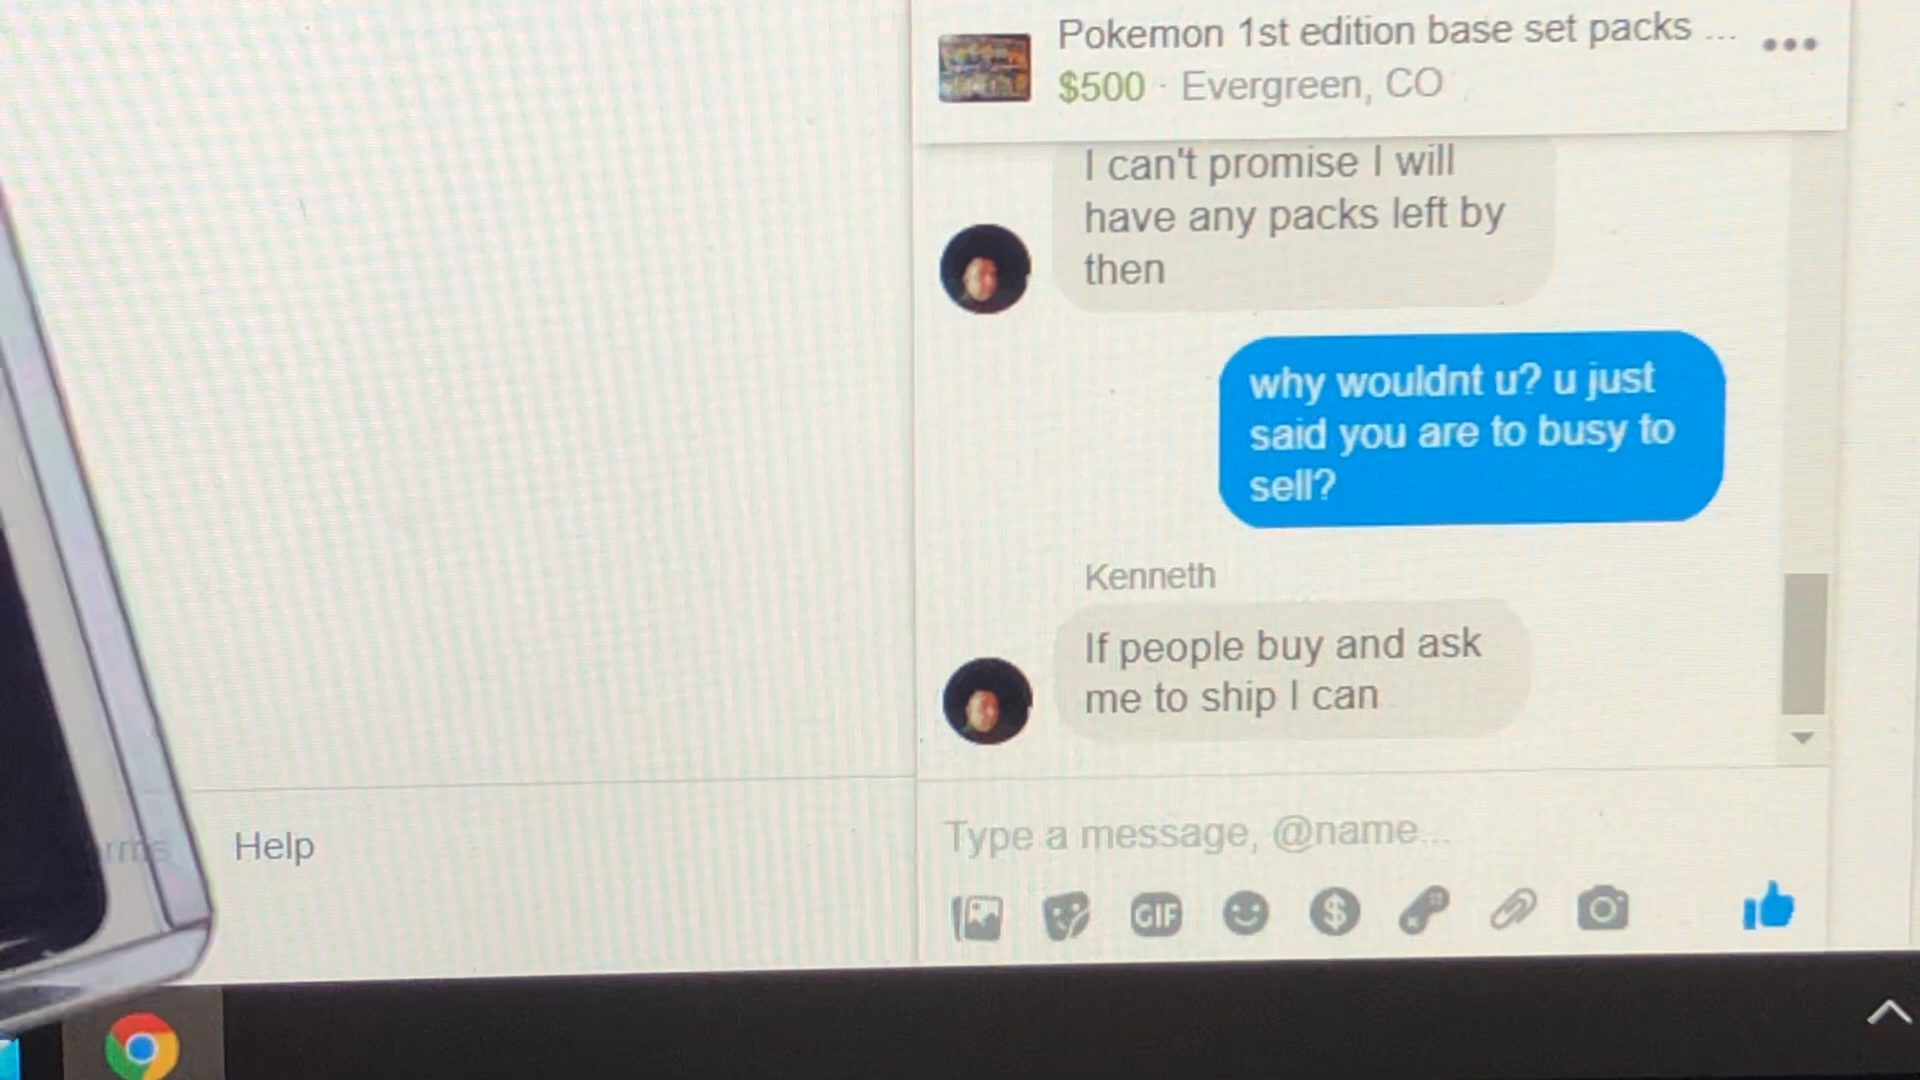 Pokemon 1st edition base set packs ...
$500 · Evergreen, CO
I can't promise I will
have any packs left by
then
why wouldnt u? u just
said you are to busy to
sell?
Kenneth
If people buy and ask
me to ship I can
Help
Type a message, @name...
GIF